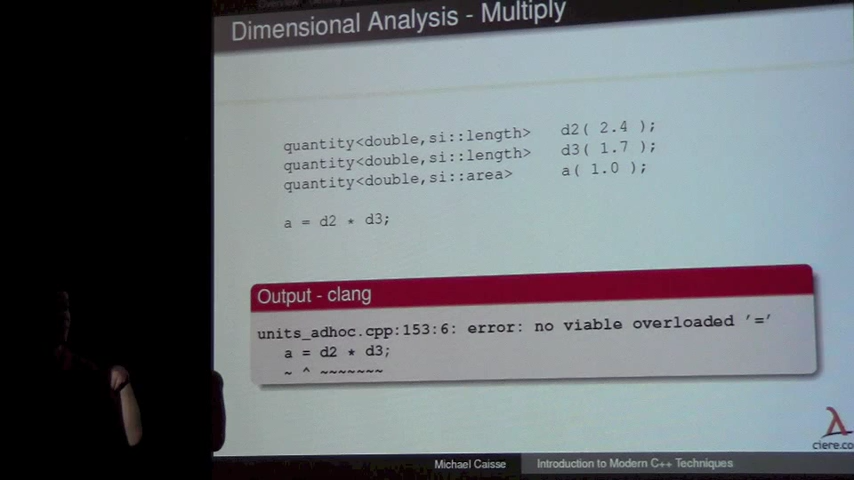 Dimensional Analysis - Multiply
quantity<double,si::length> d2( 2.4 );
quantity<double,si::length> d3( 1.7 );
quantity<double,si::area> a( 1.0 );
a = d2 * d3;
Output - clang
units_adhoc.cpp:153:6: error: no viable overloaded '='
a = d2 * d3;
~ ^ ~~~~~~~
ciere.co
Michael Caisse Introduction to Modern C++ Techniques